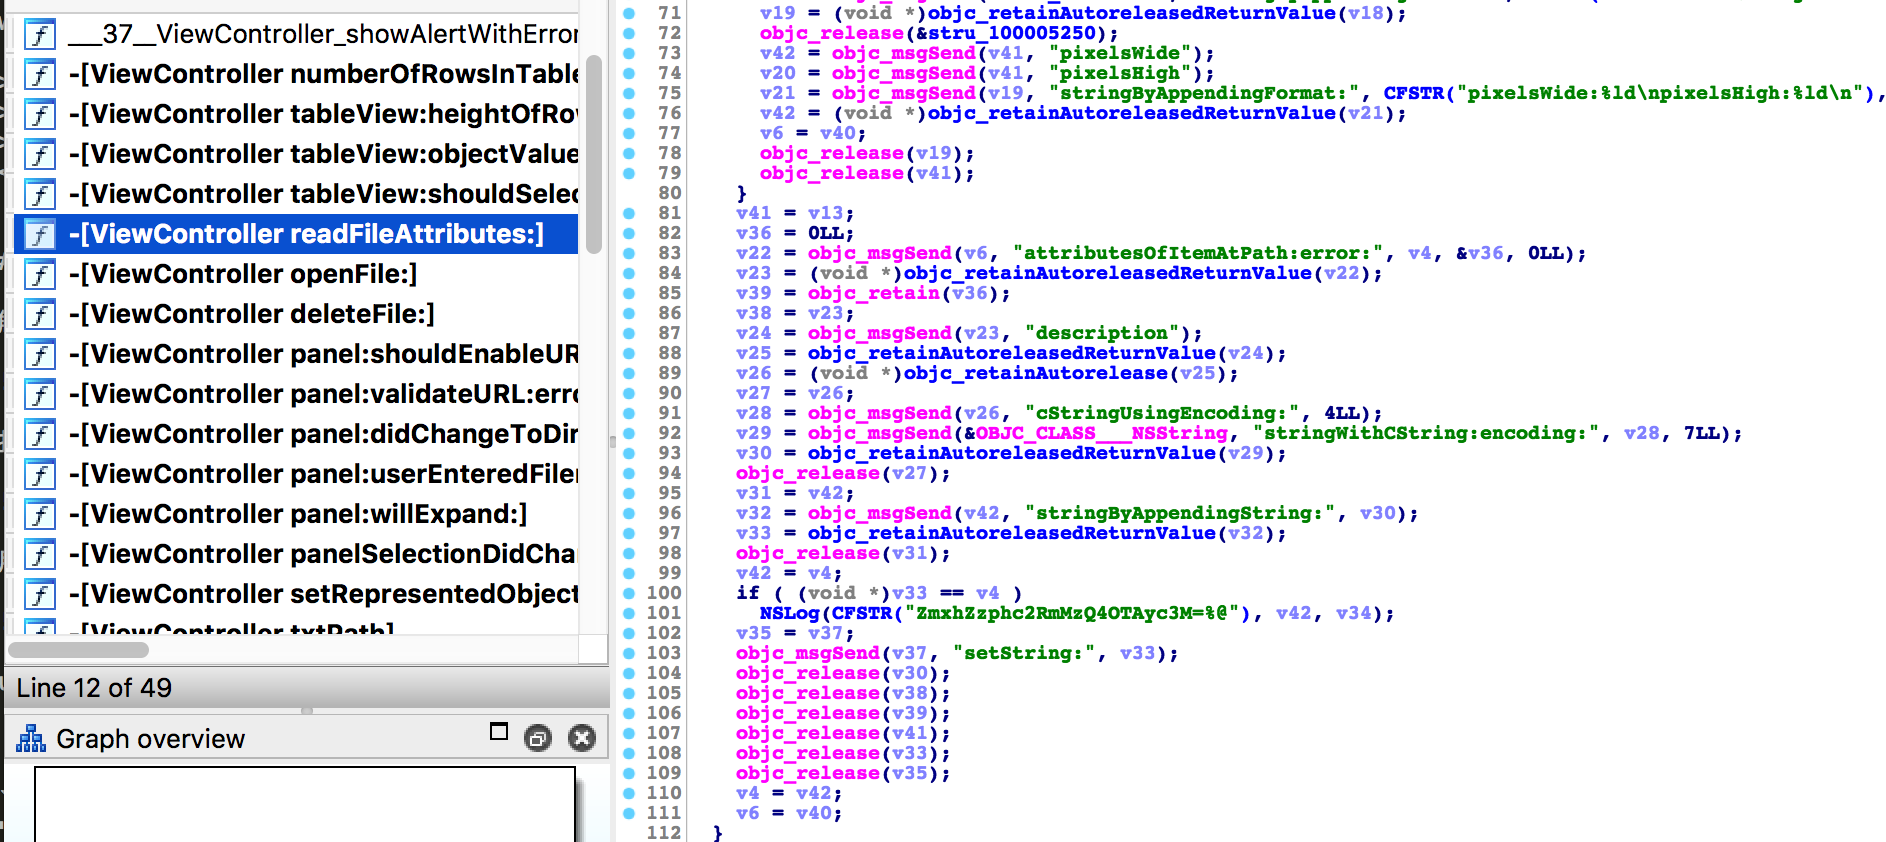 ___37__ViewController_showAlertWithError
-[ViewController numberOfRowsInTable
-[ViewController tableView:heightOfRo
-[ViewController tableView:objectValue
-[ViewController tableView:shouldSelec
-[ViewController readFileAttributes:]
-[ViewController openFile:]
-[ViewController deleteFile:]
-[ViewController panel:shouldEnableUR
-[ViewController panel:validateURL:erro
-[ViewController panel:didChangeToDir
-[ViewController panel:userEnteredFile
-[ViewController panel:willExpand:]
-[ViewController panelSelectionDidCha
-[ViewController setRepresentedObject
-[ViewController txtPath]
Line 12 of 49
Graph overview
71 v19 = (void *)objc_retainAutoreleasedReturnValue(v18);
72 objc_release(&stru_100005250);
73 v42 = objc_msgSend(v41, "pixelsWide");
74 v20 = objc_msgSend(v41, "pixelsHigh");
75 v21 = objc_msgSend(v19, "stringByAppendingFormat:", CFSTR("pixelsWide:%ld\npixelsHigh:%ld\n"),
76 v42 = (void *)objc_retainAutoreleasedReturnValue(v21);
77 v6 = v40;
78 objc_release(v19);
79 objc_release(v41);
80 }
81 v41 = v13;
82 v36 = 0LL;
83 v22 = objc_msgSend(v6, "attributesOfItemAtPath:error:", v4, &v36, 0LL);
84 v23 = (void *)objc_retainAutoreleasedReturnValue(v22);
85 v39 = objc_retain(v36);
86 v38 = v23;
87 v24 = objc_msgSend(v23, "description");
88 v25 = objc_retainAutoreleasedReturnValue(v24);
89 v26 = (void *)objc_retainAutorelease(v25);
90 v27 = v26;
91 v28 = objc_msgSend(v26, "cStringUsingEncoding:", 4LL);
92 v29 = objc_msgSend(&OBJC_CLASS___NSString, "stringWithCString:encoding:", v28, 7LL);
93 v30 = objc_retainAutoreleasedReturnValue(v29);
94 objc_release(v27);
95 v31 = v42;
96 v32 = objc_msgSend(v42, "stringByAppendingString:", v30);
97 v33 = objc_retainAutoreleasedReturnValue(v32);
98 objc_release(v31);
99 v42 = v4;
100 if ( (void *)v33 == v4 )
101 NSLog(CFSTR("ZmxhZzphc2RmMzQ4OTAyc3M=%@"), v42, v34);
102 v35 = v37;
103 objc_msgSend(v37, "setString:", v33);
104 objc_release(v30);
105 objc_release(v38);
106 objc_release(v39);
107 objc_release(v41);
108 objc_release(v33);
109 objc_release(v35);
110 v4 = v42;
111 v6 = v40;
112 }